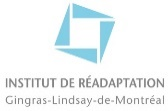 INSTITUT DE RÉADAPTATION
Gingras-Lindsay-de-Montréal